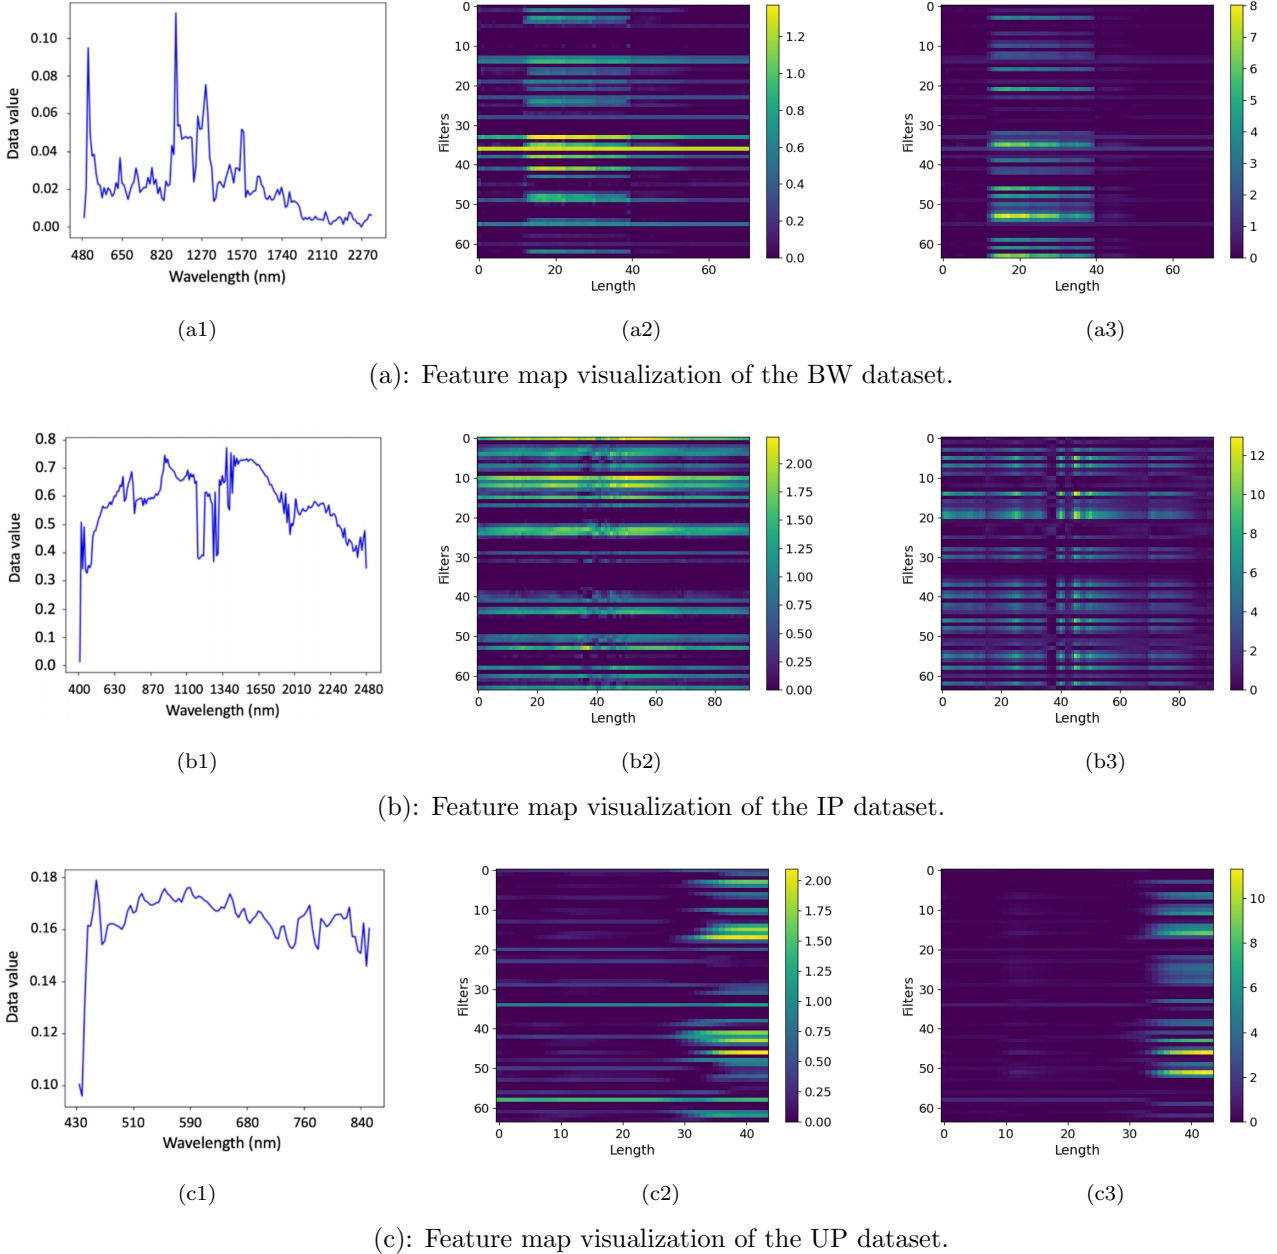 0.10
0.08
0.06
0.04
0.02
0.00
Data value
480 650 820 1010 1270 1570 1740 2110 2270
Wavelength (nm)
(a1)
0
10
20
30
40
50
60
Filters
0 20 40 60
Length
1.2
1.0
0.8
0.6
0.4
0.2
0.0
(a2)
0
10
20
30
40
50
60
Filters
0 20 40 60
Length
8
7
6
5
4
3
2
1
0
(a3)
(a): Feature map visualization of the BW dataset.
0.8
0.7
0.6
0.5
0.4
0.3
0.2
0.1
0.0
Data value
400 630 870 1100 1340 1650 2010 2240 2480
Wavelength (nm)
(b1)
0
10
20
30
40
50
60
Filters
0 20 40 60 80
Length
2.00
1.75
1.50
1.25
1.00
0.75
0.50
0.25
0.00
(b2)
0
10
20
30
40
50
60
Filters
0 20 40 60 80
Length
12
10
8
6
4
2
0
(b3)
(b): Feature map visualization of the IP dataset.
0.18
0.16
0.14
0.12
0.10
Data value
430 510 590 680 760 840
Wavelength (nm)
(c1)
0
10
20
30
40
50
60
Filters
0 10 20 30 40
Length
2.00
1.75
1.50
1.25
1.00
0.75
0.50
0.25
0.00
(c2)
0
10
20
30
40
50
60
Filters
0 10 20 30 40
Length
10
8
6
4
2
0
(c3)
(c): Feature map visualization of the UP dataset.